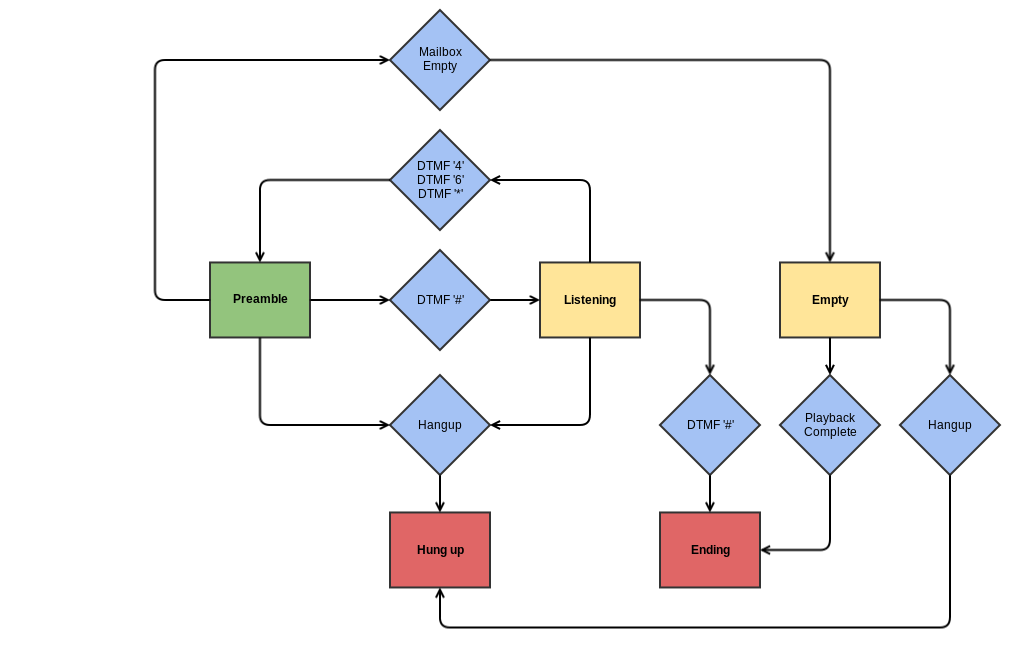 Mailbox
Empty
DTMF '4'
DTMF '6'
DTMF '*'
Preamble
DTMF '#'
Listening
Empty
Hangup
DTMF '#'
Playback
Complete
Hangup
Hung up
Ending